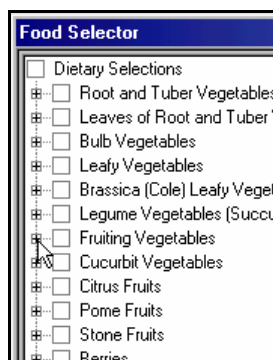 Food Selector
Dietary Selections
Root and Tuber Vegetables
Leaves of Root and Tuber
Bulb Vegetables
Leafy Vegetables
Brassica (Cole) Leafy Veget
Legume Vegetables (Succu
Fruiting Vegetables
Cucurbit Vegetables
Citrus Fruits
Pome Fruits
Stone Fruits
Berries